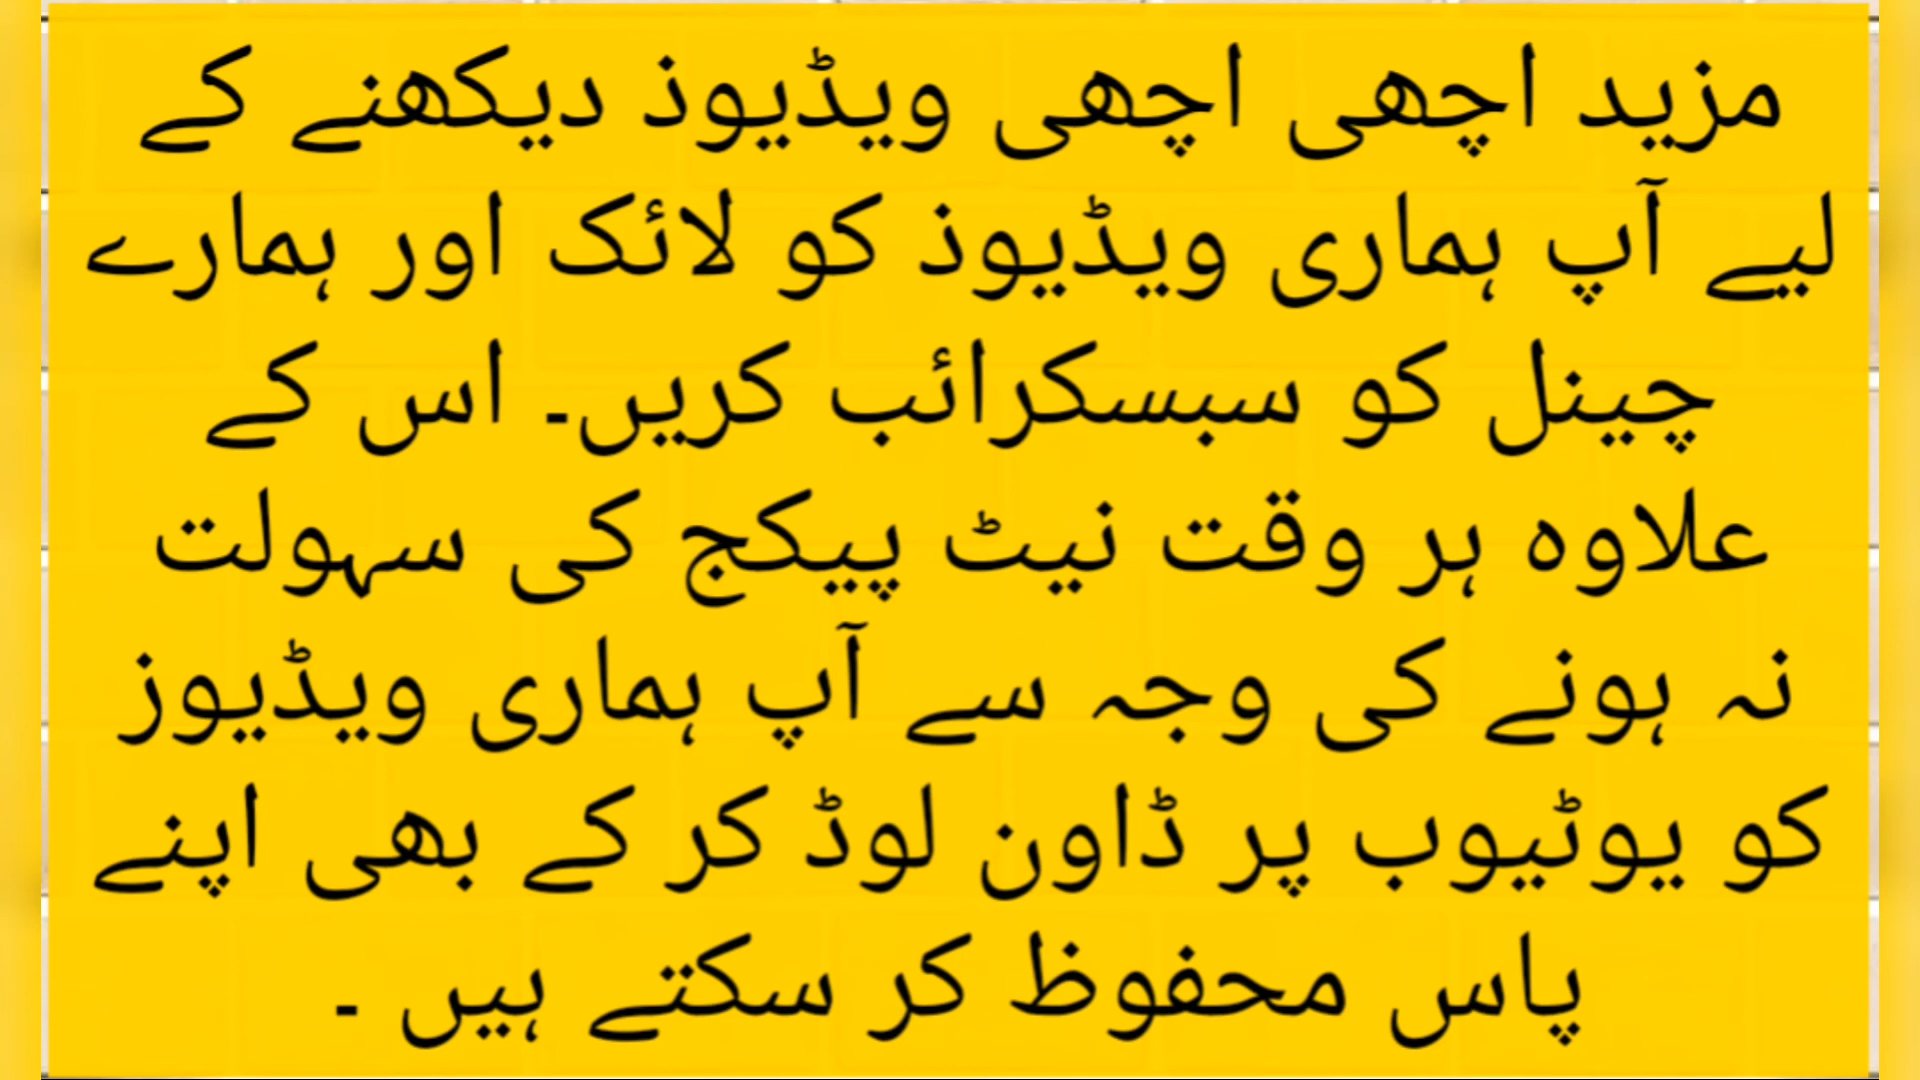 مزید اچھی اچھی ویڈیوذ دیکھنے کے
لیے آپ ہماری ویڈیوذ کو لائک اور ہمارے
چینل کو سبسکرائب کریں۔ اس کے
علاوہ ہر وقت نیٹ پیکج کی سہولت
نہ ہونے کی وجہ سے آپ ہماری ویڈیوز
کو یوٹیوب پر ڈاون لوڈ کر کے بھی اپنے
پاس محفوظ کر سکتے ہیں ۔